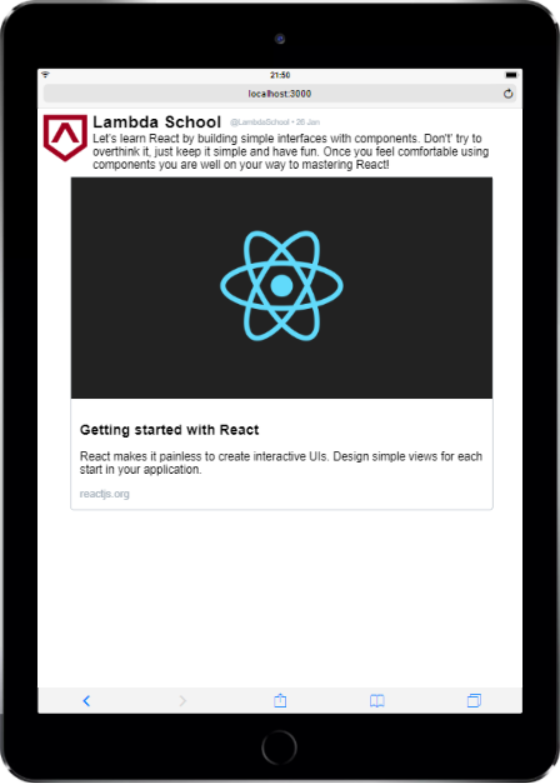 21:50
localhost:3000
Lambda School @LambdaSchool • 26 Jan
Let's learn React by building simple interfaces with components. Don't' try to
overthink it, just keep it simple and have fun. Once you feel comfortable using
components you are well on your way to mastering React!
Getting started with React
React makes it painless to create interactive UIs. Design simple views for each
start in your application.
reactjs.org